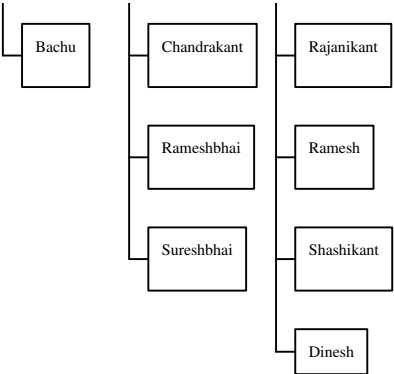 Bachu
Chandrakant
Rajanikant
Rameshbhai
Ramesh
Sureshbhai
Shashikant
Dinesh